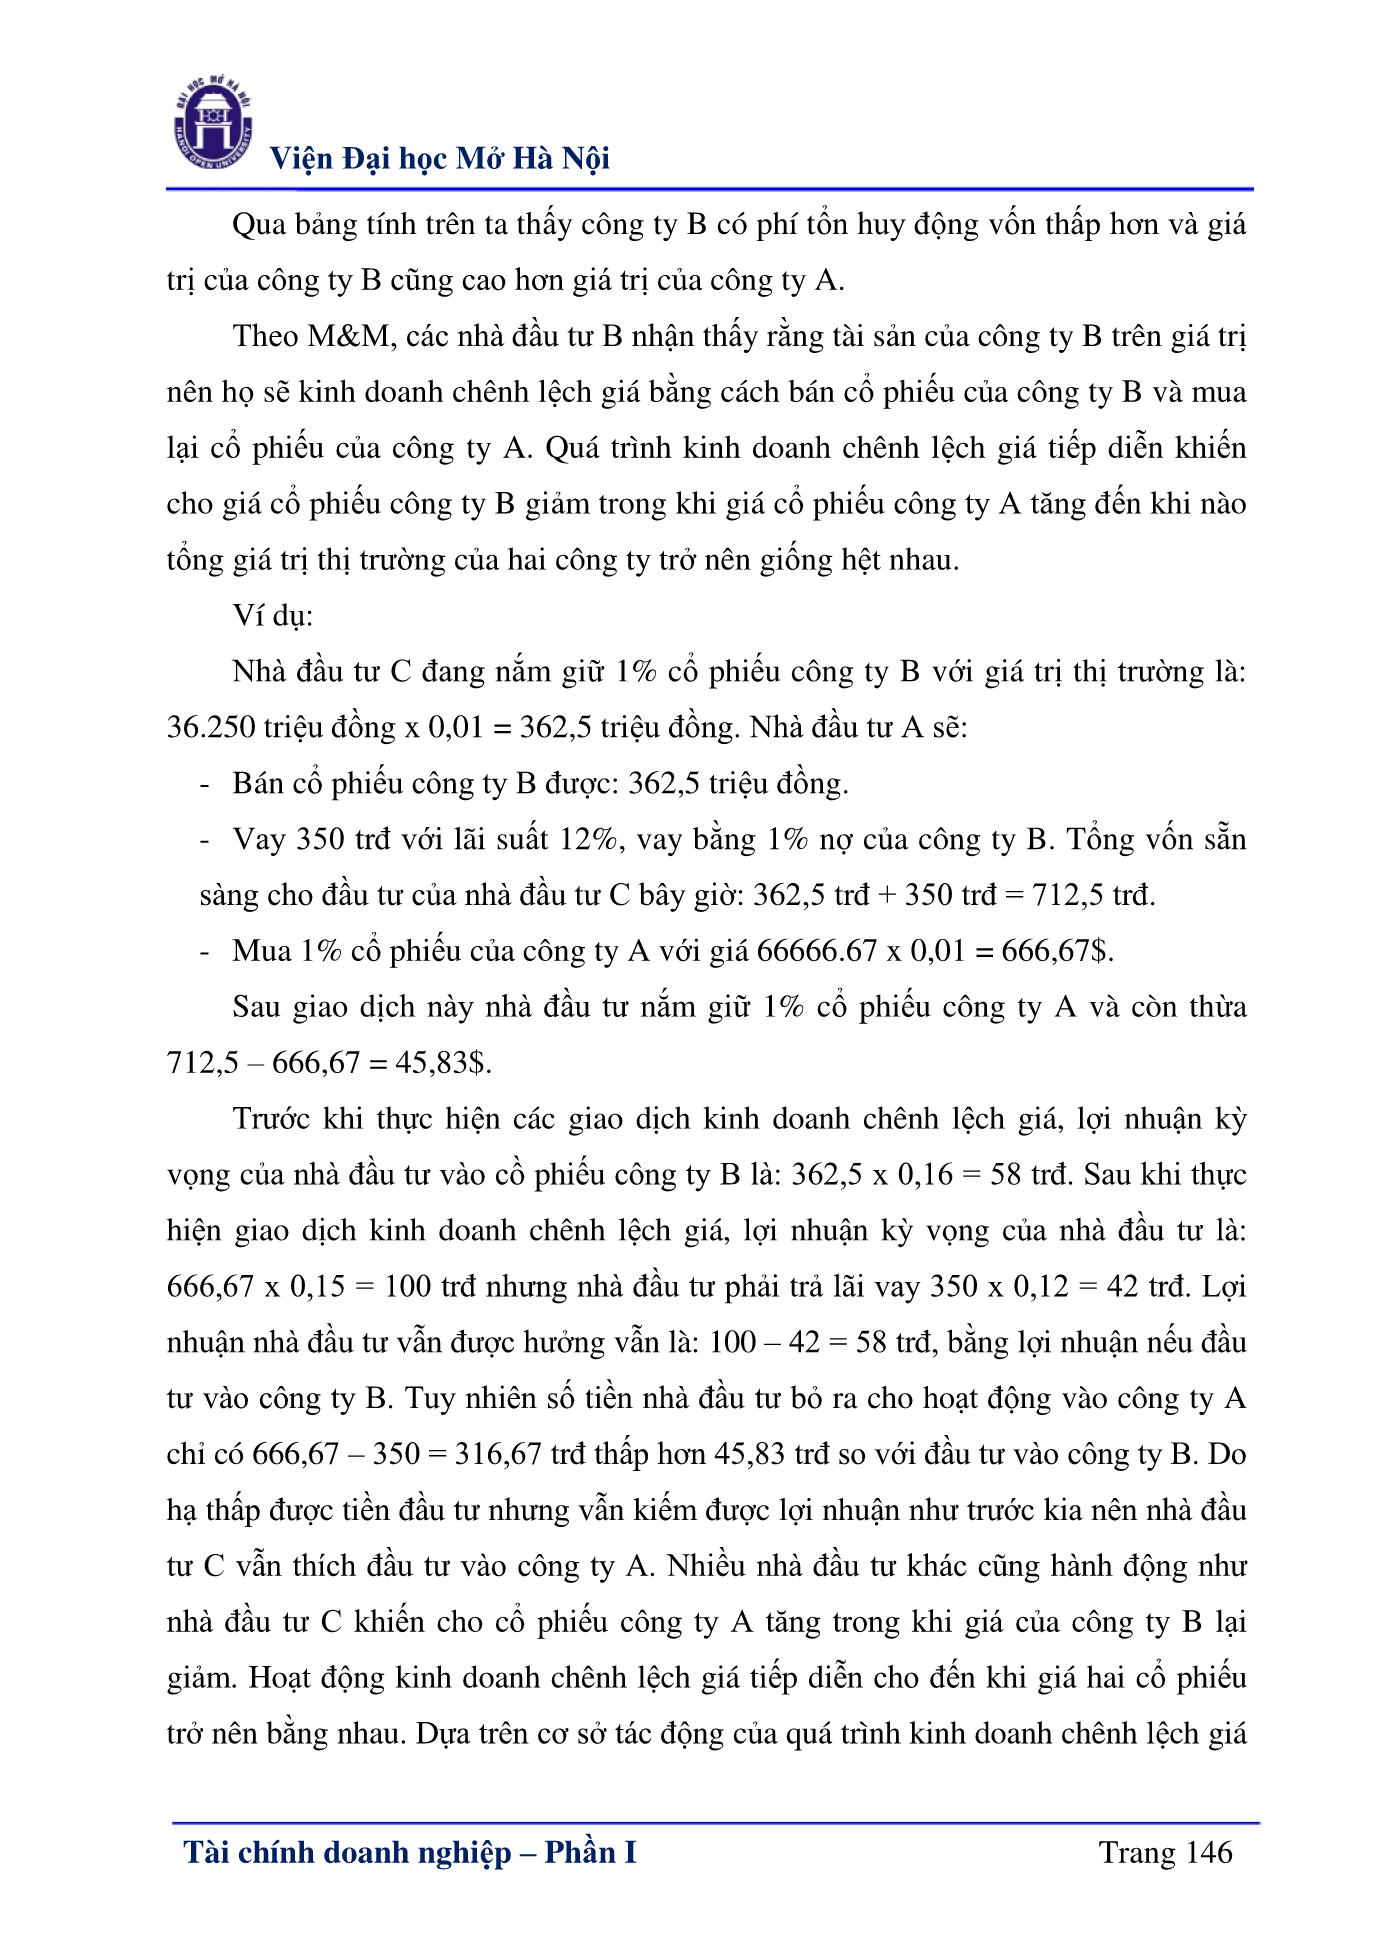 ĐẠI HỌC MỞ HÀ NỘI
HANOI OPEN UNIVERSITY
Viện Đại học Mở Hà Nội
Qua bảng tính trên ta thấy công ty B có phí tổn huy động vốn thấp hơn và giá
trị của công ty B cũng cao hơn giá trị của công ty A.
Theo M&M, các nhà đầu tư B nhận thấy rằng tài sản của công ty B trên giá trị
nên họ sẽ kinh doanh chênh lệch giá bằng cách bán cổ phiếu của công ty B và mua
lại cổ phiếu của công ty A. Quá trình kinh doanh chênh lệch giá tiếp diễn khiến
cho giá cổ phiếu công ty B giảm trong khi giá cổ phiếu công ty A tăng đến khi nào
tổng giá trị thị trường của hai công ty trở nên giống hệt nhau.
Ví dụ:
Nhà đầu tư C đang nắm giữ 1% cổ phiếu công ty B với giá trị thị trường là:
36.250 triệu đồng x 0,01 = 362,5 triệu đồng. Nhà đầu tư A sẽ:
- Bán cổ phiếu công ty B được: 362,5 triệu đồng.
- Vay 350 trđ với lãi suất 12%, vay bằng 1% nợ của công ty B. Tổng vốn sẵn
sàng cho đầu tư của nhà đầu tư C bây giờ: 362,5 trđ + 350 trđ = 712,5 trđ.
- Mua 1% cổ phiếu của công ty A với giá 66666.67 x 0,01 = 666,67$.
Sau giao dịch này nhà đầu tư nắm giữ 1% cổ phiếu công ty A và còn thừa
712,5 – 666,67 = 45,83$.
Trước khi thực hiện các giao dịch kinh doanh chênh lệch giá, lợi nhuận kỳ
vọng của nhà đầu tư vào cồ phiếu công ty B là: 362,5 x 0,16 = 58 trđ. Sau khi thực
hiện giao dịch kinh doanh chênh lệch giá, lợi nhuận kỳ vọng của nhà đầu tư là:
666,67 x 0,15 = 100 trđ nhưng nhà đầu tư phải trả lãi vay 350 x 0,12 = 42 trđ. Lợi
nhuận nhà đầu tư vẫn được hưởng vẫn là: 100 – 42 = 58 trđ, bằng lợi nhuận nếu đầu
tư vào công ty B. Tuy nhiên số tiền nhà đầu tư bỏ ra cho hoạt động vào công ty A
chỉ có 666,67 – 350 = 316,67 trđ thấp hơn 45,83 trđ so với đầu tư vào công ty B. Do
hạ thấp được tiền đầu tư nhưng vẫn kiếm được lợi nhuận như trước kia nên nhà đầu
tư C vẫn thích đầu tư vào công ty A. Nhiều nhà đầu tư khác cũng hành động như
nhà đầu tư C khiến cho cổ phiếu công ty A tăng trong khi giá của công ty B lại
giảm. Hoạt động kinh doanh chênh lệch giá tiếp diễn cho đến khi giá hai cổ phiếu
trở nên bằng nhau. Dựa trên cơ sở tác động của quá trình kinh doanh chênh lệch giá
Tài chính doanh nghiệp – Phần I
Trang 146